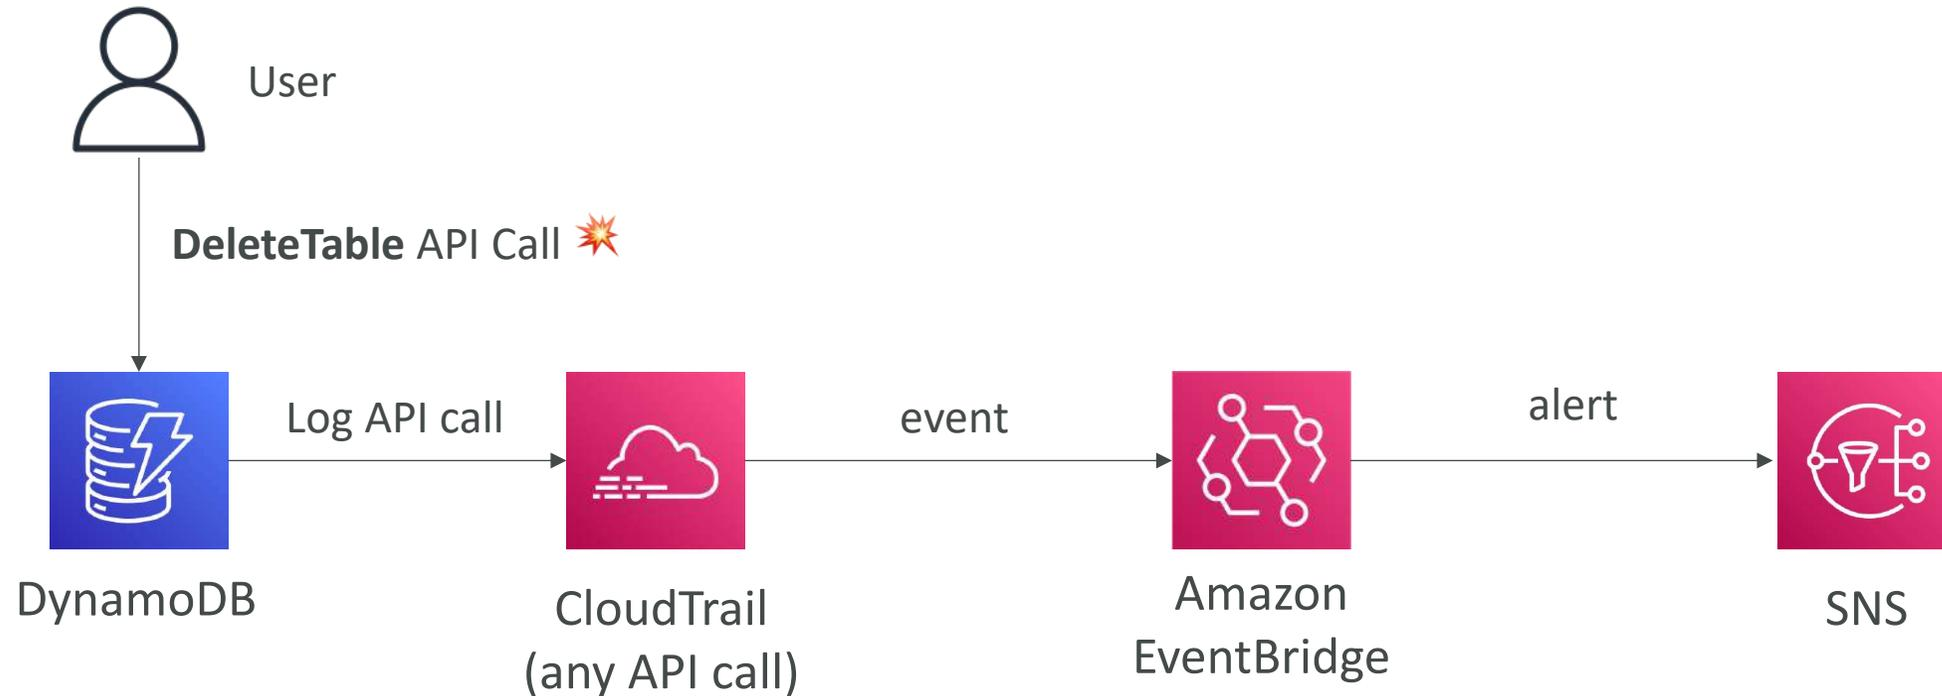 User
DeleteTable API Call 💥
Log API call
event
alert
DynamoDB
CloudTrail
(any API call)
Amazon
EventBridge
SNS